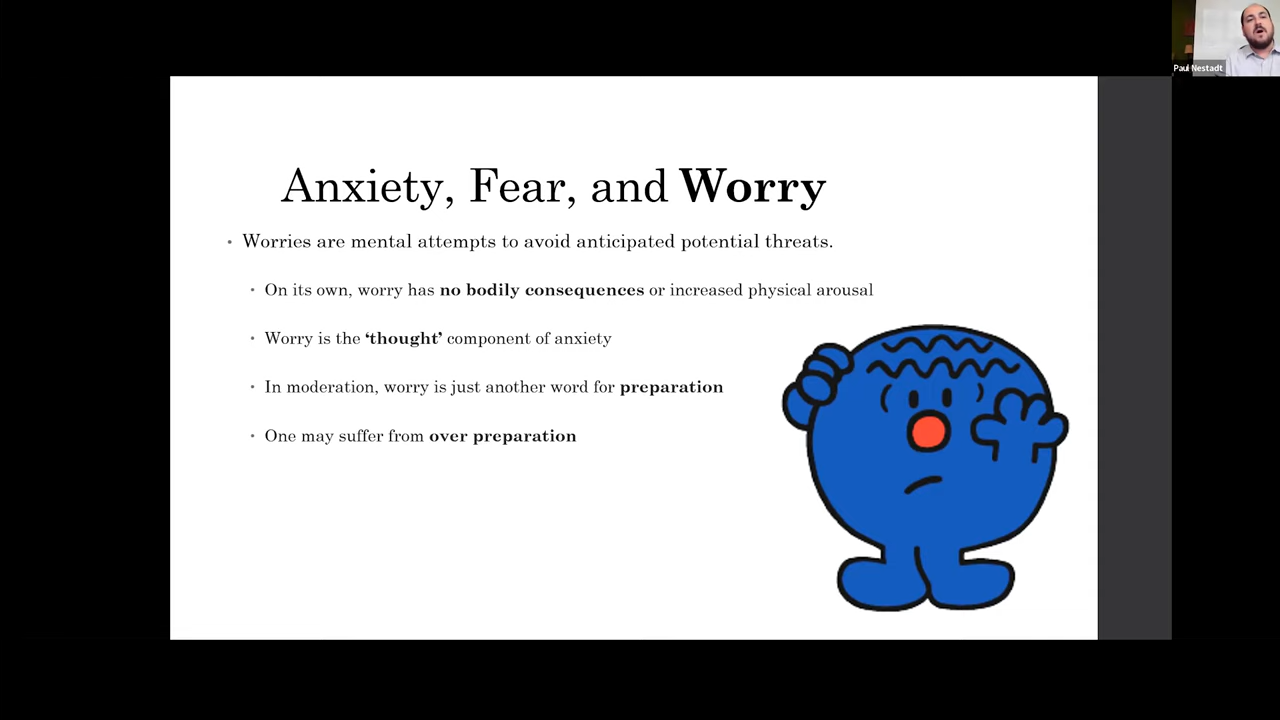 Paul Nestadt
Anxiety, Fear, and Worry
• Worries are mental attempts to avoid anticipated potential threats.
• On its own, worry has no bodily consequences or increased physical arousal
• Worry is the ‘thought’ component of anxiety
• In moderation, worry is just another word for preparation
• One may suffer from over preparation